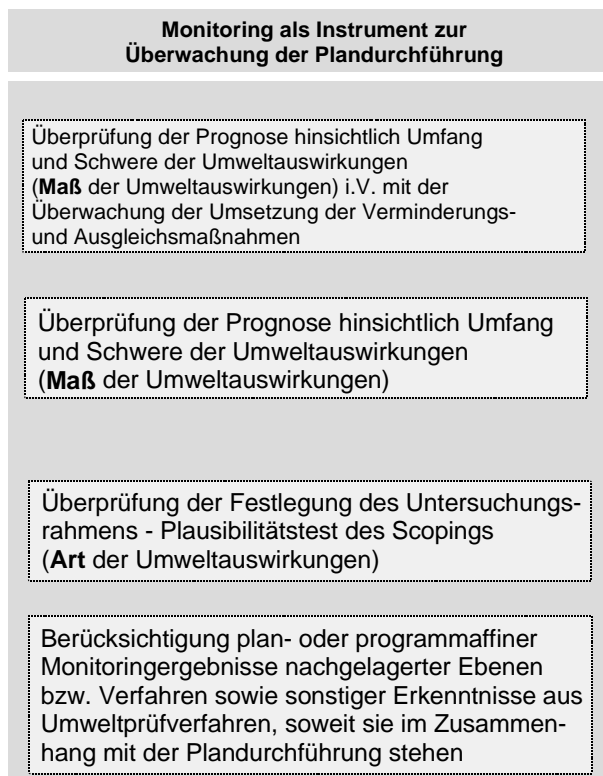 Monitoring als Instrument zur
Überwachung der Plandurchführung
Überprüfung der Prognose hinsichtlich Umfang
und Schwere der Umweltauswirkungen
(Maß der Umweltauswirkungen) i.V. mit der
Überwachung der Umsetzung der Verminderungs-
und Ausgleichsmaßnahmen
Überprüfung der Prognose hinsichtlich Umfang
und Schwere der Umweltauswirkungen
(Maß der Umweltauswirkungen)
Überprüfung der Festlegung des Untersuchungs-
rahmens - Plausibilitätstest des Scopings
(Art der Umweltauswirkungen)
Berücksichtigung plan- oder programmaffiner
Monitoringergebnisse nachgelagerter Ebenen
bzw. Verfahren sowie sonstiger Erkenntnisse aus
Umweltprüfverfahren, soweit sie im Zusammen-
hang mit der Plandurchführung stehen